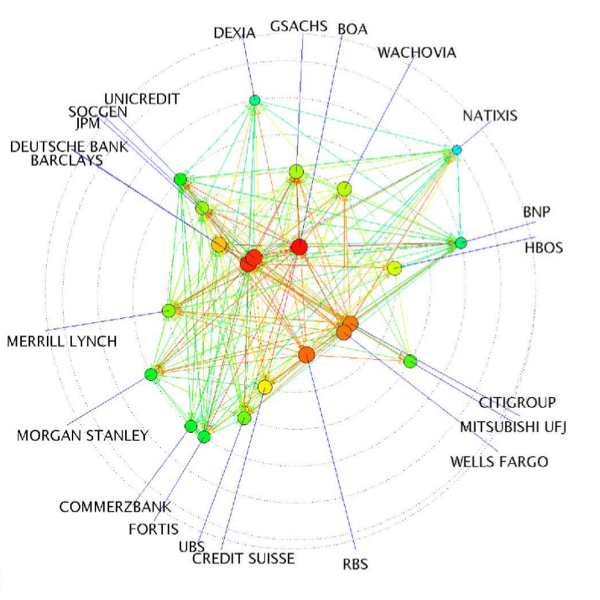 DEXIA
GSACHS
BOA
WACHOVIA
UNICREDIT
SOCGEN
JPM
NATIXIS
DEUTSCHE BANK
BARCLAYS
BNP
HBOS
MERRILL LYNCH
CITIGROUP
MITSUBISHI UFJ
MORGAN STANLEY
WELLS FARGO
COMMERZBANK
FORTIS
UBS
CREDIT SUISSE
RBS